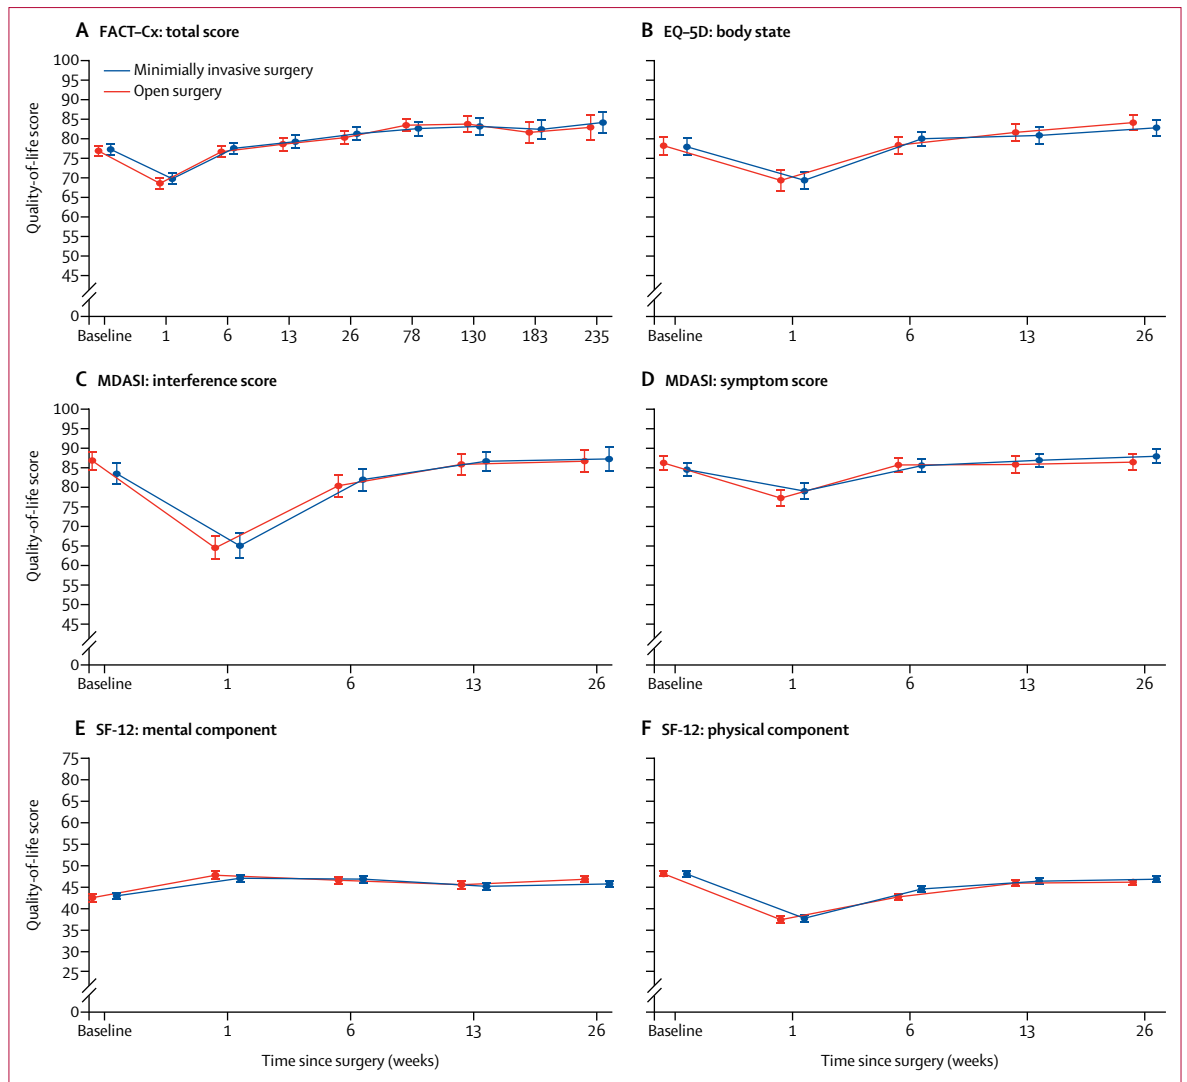 A FACT–Cx: total score
100
95
90
85
80
75
70
65
60
55
50
45
0
Quality-of-life score
Minimially invasive surgery
Open surgery
Baseline 1 6 13 26 78 130 183 235
B EQ–5D: body state
Baseline 1 6 13 26
C MDASI: interference score
100
95
90
85
80
75
70
65
60
55
50
45
0
Quality-of-life score
Baseline 1 6 13 26
D MDASI: symptom score
Baseline 1 6 13 26
E SF-12: mental component
75
80
65
60
55
50
45
40
35
30
25
0
Quality-of-life score
Baseline 1 6 13 26
Time since surgery (weeks)
F SF-12: physical component
Baseline 1 6 13 26
Time since surgery (weeks)